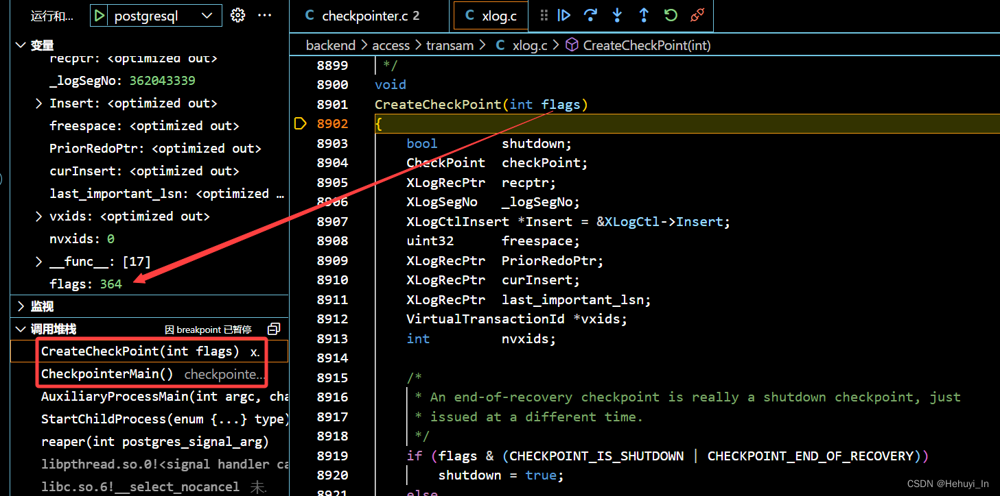 运行和... postgresql ...
变量
recptr: <optimized out>
_logSegNo: 362043339
Insert: <optimized out>
freespace: <optimized out>
PriorRedoPtr: <optimized out>
curInsert: <optimized out>
last_important_lsn: <optimized ...
vxids: <optimized out>
nvxids: 0
__func__: [17]
flags: 364
监视
调用堆栈 因 breakpoint 已暂停
CreateCheckPoint(int flags) x.
CheckpointerMain() checkpointe...
AuxiliaryProcessMain(int argc, cha
StartChildProcess(enum {...} type)
reaper(int postgres_signal_arg)
libpthread.so.0!<signal handler ca
libc.so.6!__select_nocancel 未.
C checkpointer.c 2 C xlog.c
backend > access > transam > C xlog.c > CreateCheckPoint(int)
8899 */
8900 void
8901 CreateCheckPoint(int flags)
8902 {
8903 bool shutdown;
8904 CheckPoint checkPoint;
8905 XLogRecPtr recptr;
8906 XLogSegNo _logSegNo;
8907 XLogCtlInsert *Insert = &XLogCtl->Insert;
8908 uint32 freespace;
8909 XLogRecPtr PriorRedoPtr;
8910 XLogRecPtr curInsert;
8911 XLogRecPtr last_important_lsn;
8912 VirtualTransactionId *vxids;
8913 int nvxids;
8914
8915 /*
8916 * An end-of-recovery checkpoint is really a shutdown checkpoint, just
8917 * issued at a different time.
8918 */
8919 if (flags & (CHECKPOINT_IS_SHUTDOWN | CHECKPOINT_END_OF_RECOVERY))
8920 shutdown = true;
8921 else
CSDN @Hehuyi_In